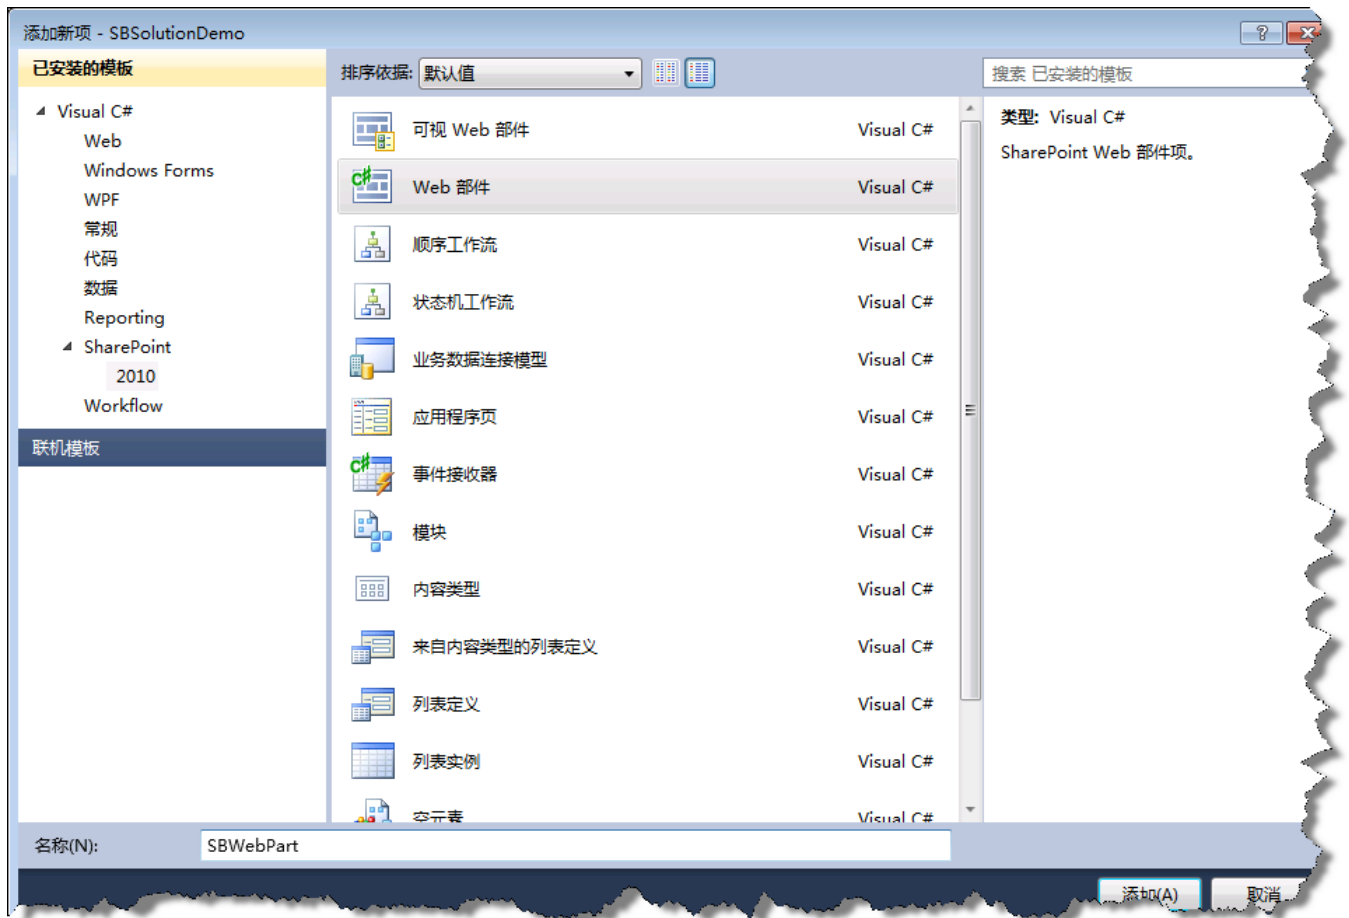 添加新项 - SBSolutionDemo
已安装的模板
排序依据: 默认值
搜索 已安装的模板
Visual C#
Web
Windows Forms
WPF
常规
代码
数据
Reporting
SharePoint
2010
Workflow
联机模板
可视 Web 部件 Visual C#
Web 部件 Visual C#
顺序工作流 Visual C#
状态机工作流 Visual C#
业务数据连接模型 Visual C#
应用程序页 Visual C#
事件接收器 Visual C#
模块 Visual C#
内容类型 Visual C#
来自内容类型的列表定义 Visual C#
列表定义 Visual C#
列表实例 Visual C#
空元素 Visual C#
类型: Visual C#
SharePoint Web 部件项。
名称(N): SBWebPart
添加(A) 取消